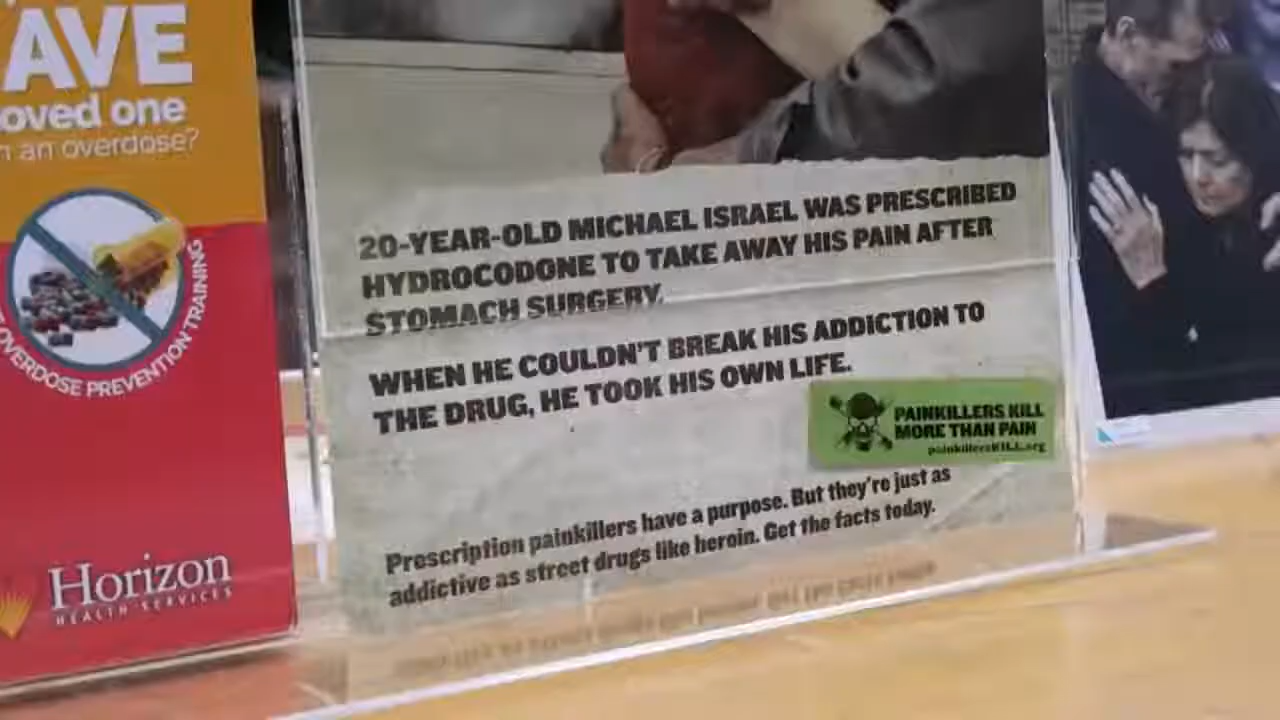 AVE
oved one
an overdose?
OVERDOSE PREVENTION TRAINING
Horizon
HEALTH SERVICES
20-YEAR-OLD MICHAEL ISRAEL WAS PRESCRIBED
HYDROCODONE TO TAKE AWAY HIS PAIN AFTER
STOMACH SURGERY.
WHEN HE COULDN'T BREAK HIS ADDICTION TO
THE DRUG, HE TOOK HIS OWN LIFE.
PAINKILLERS KILL
MORE THAN PAIN
painkillersKILL.org
Prescription painkillers have a purpose. But they're just as
addictive as street drugs like heroin. Get the facts today.